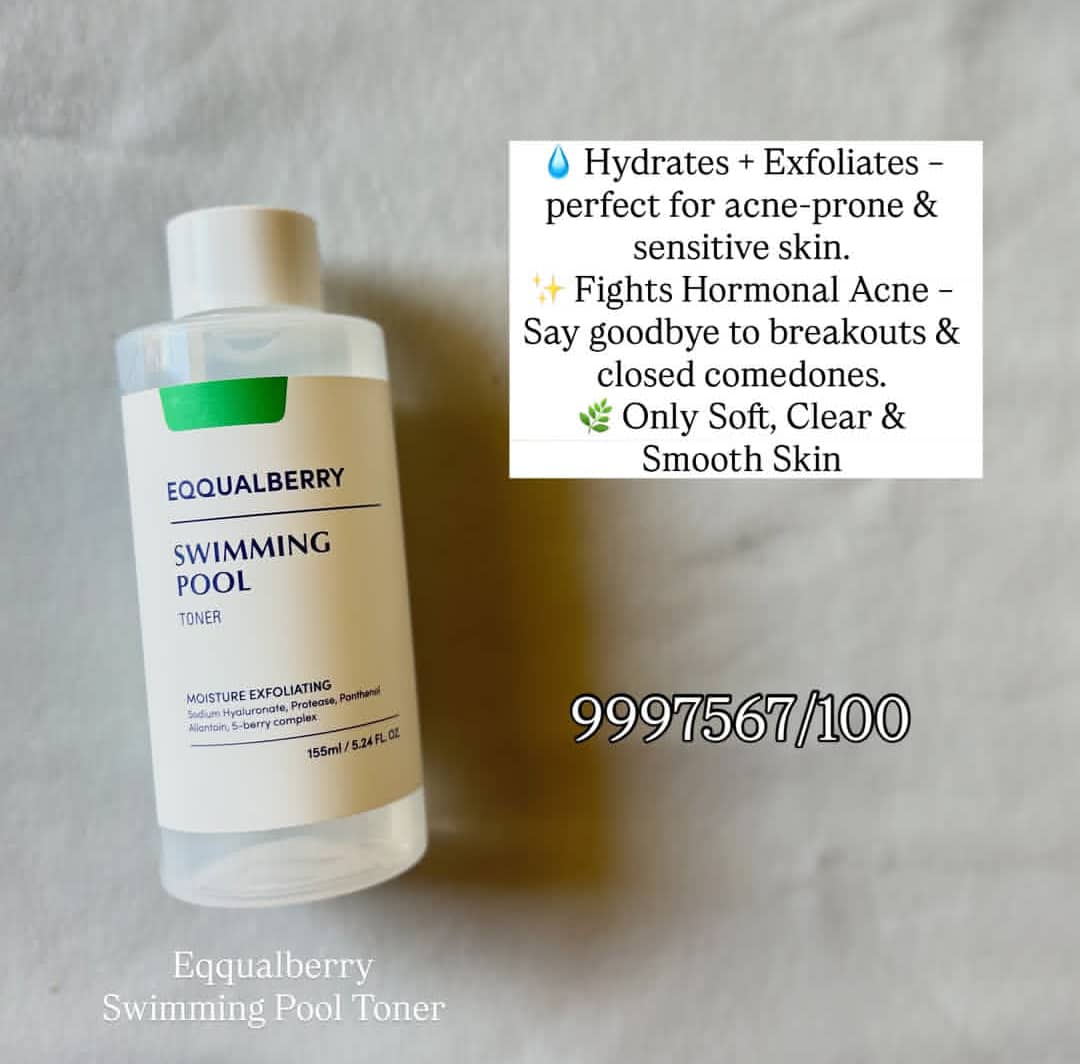 💧 Hydrates + Exfoliates –
perfect for acne-prone &
sensitive skin.
✨ Fights Hormonal Acne –
Say goodbye to breakouts &
closed comedones.
🌿 Only Soft, Clear &
Smooth Skin
EQQUALBERRY
SWIMMING
POOL
TONER
MOISTURE EXFOLIATING
Sodium Hyaluronate, Protease, Panthenol
Allantoin, 5-berry complex
155ml / 5.24 FL. OZ
9997567/100
Eqqualberry
Swimming Pool Toner